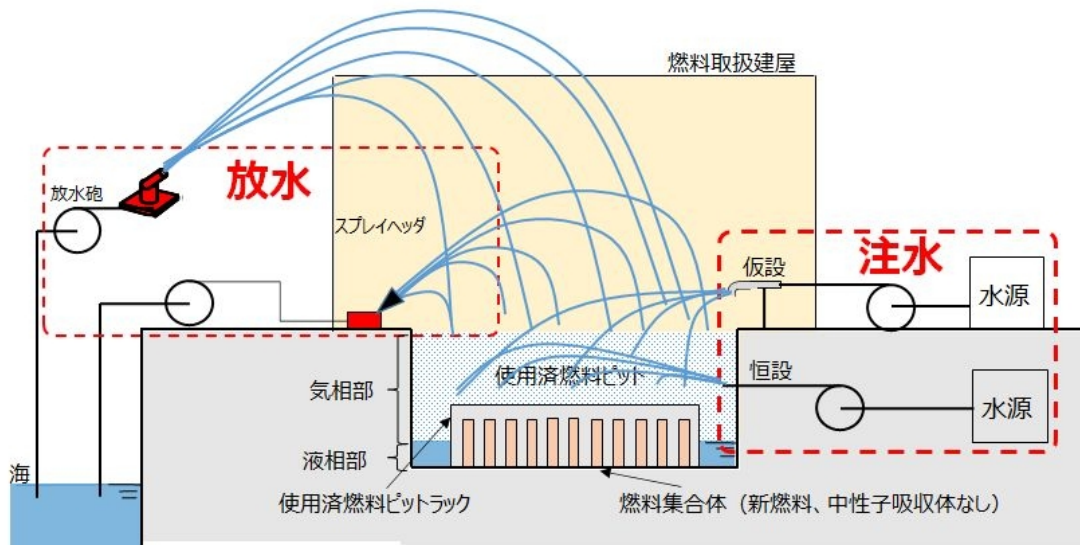 燃料取扱建屋
放水
放水砲
スプレイヘッダ
注水
仮設
水源
使用済燃料ピット
恒設
気相部
水源
液相部
海
使用済燃料ピットラック
燃料集合体（新燃料、中性子吸収体なし）